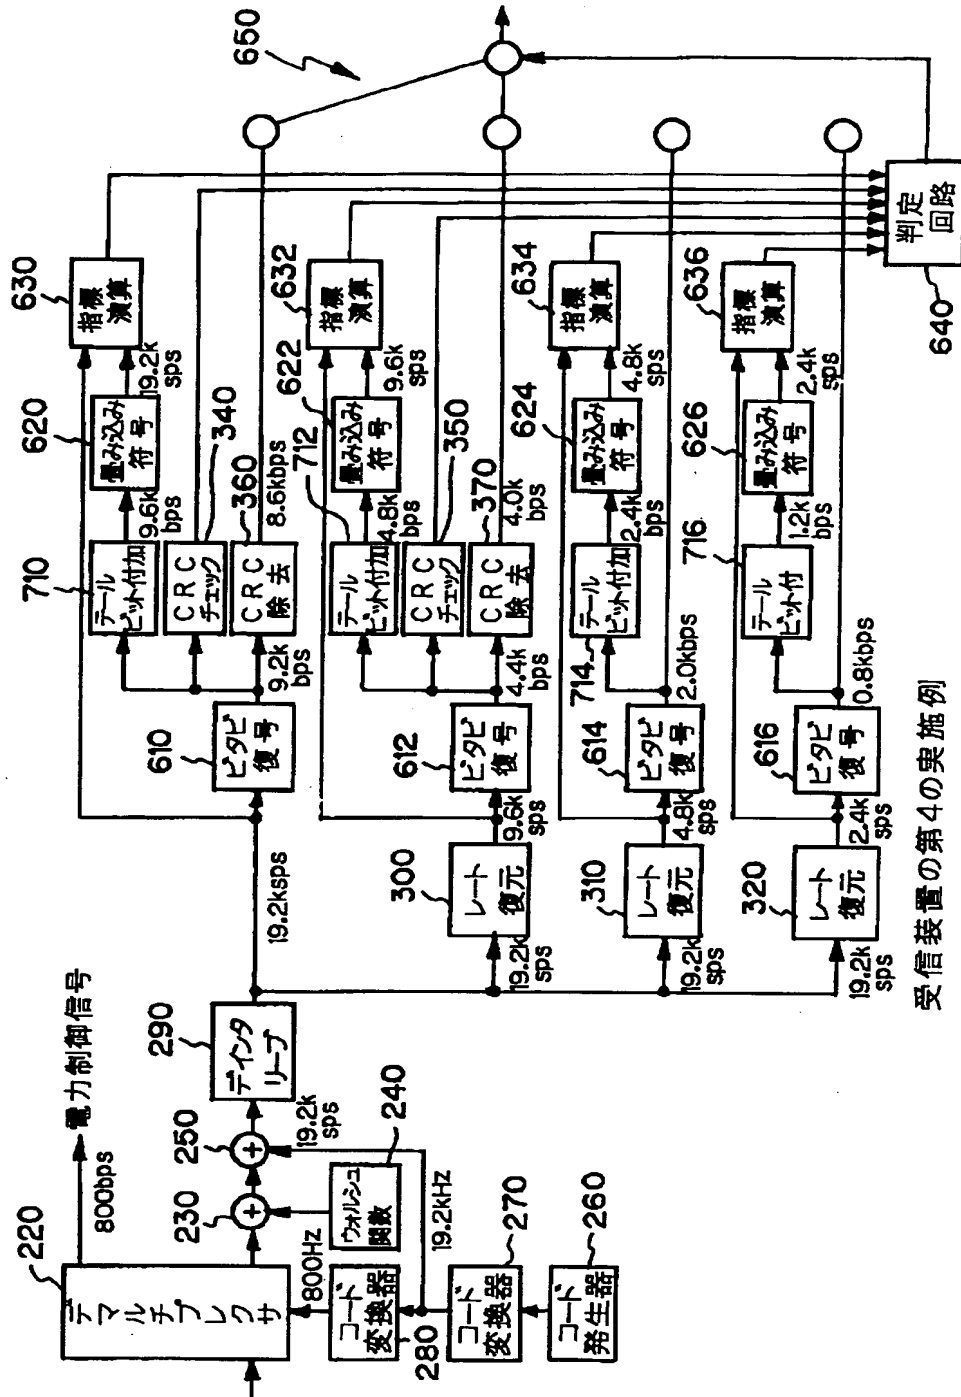 220
デマルチプレクサ
800bps
電力制御信号
230
250
19.2k
sps
ウォルシュ
関数
240
800Hz
19.2kHz
コード
変換器
280
コード
変換器
270
コード
発生器
260
290
ディンタ
リーブ
19.2ksps
610
ビタビ
復号
9.2k
bps
710
テール
ビット付加
9.6k
bps
620
畳み込み
符号
19.2k
sps
630
指標
演算
CRC
チェック
340
CRC
除去
360
8.6kbps
19.2k
sps
300
レート
復元
9.6k
sps
612
ビタビ
復号
4.4k
bps
712
テール
ビット付加
4.8k
bps
622
畳み込み
符号
9.6k
sps
632
指標
演算
CRC
チェック
350
CRC
除去
370
4.0k
bps
19.2k
sps
310
レート
復元
4.8k
sps
614
ビタビ
復号
2.0kbps
714
テール
ビット付加
2.4k
bps
624
畳み込み
符号
4.8k
sps
634
指標
演算
19.2k
sps
320
レート
復元
2.4k
sps
616
ビタビ
復号
0.8kbps
716
テール
ビット付
1.2k
bps
626
畳み込み
符号
2.4k
sps
636
指標
演算
650
判定
回路
640
受信装置の第4の実施例